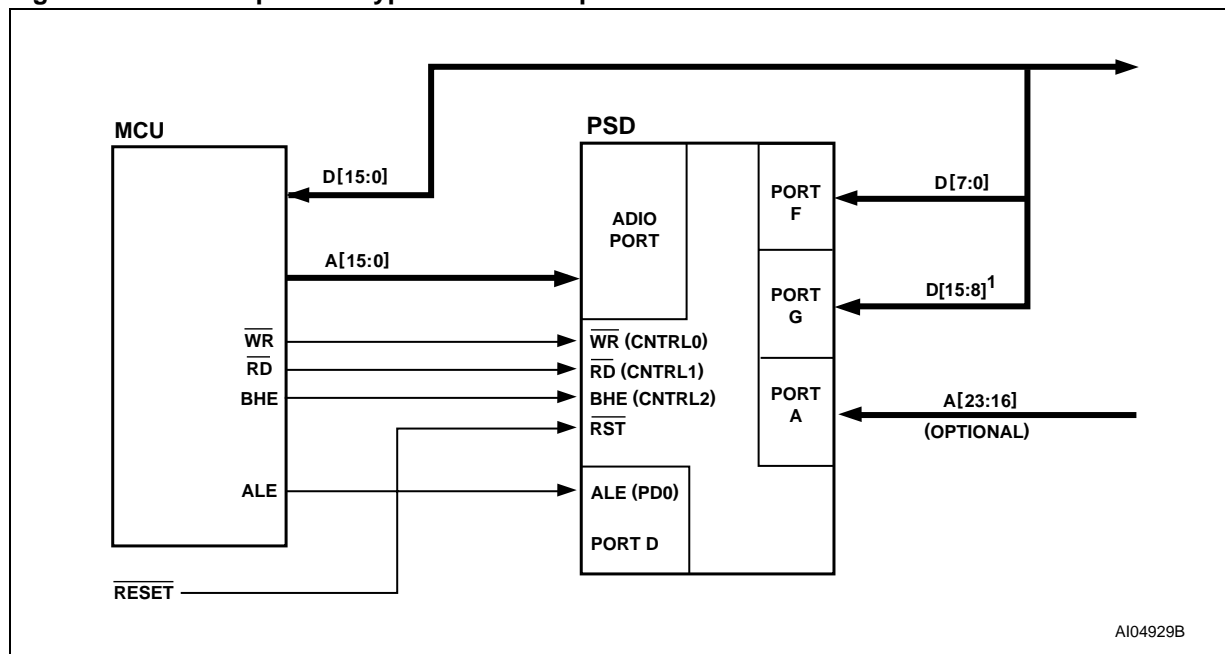 MCU
PSD
D[15:0]
A[15:0]
WR
RD
BHE
ALE
RESET
ADIO
PORT
WR (CNTRL0)
RD (CNTRL1)
BHE (CNTRL2)
RST
ALE (PD0)
PORT D
PORT
F
PORT
G
PORT
A
D[7:0]
D[15:8]1
A[23:16]
(OPTIONAL)
AI04929B